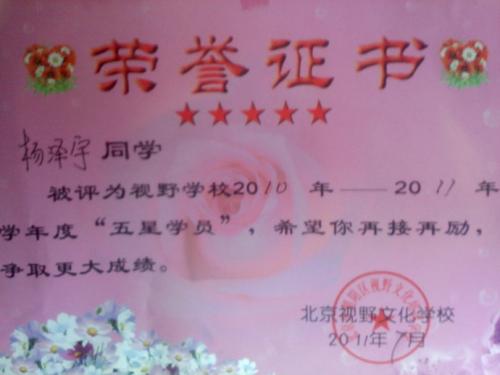 荣誉证书
杨泽宇 同学
被评为视野学校2010 年——2011 年
学年度“五星学员”，希望你再接再励，
争取更大成绩。
北京视野文化学校
2011年7月